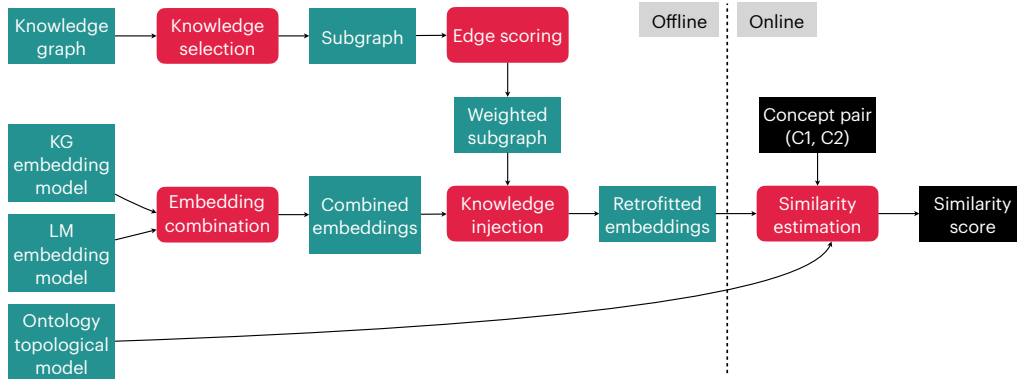 Knowledge
graph
Knowledge
selection
Subgraph
Edge scoring
Offline
Online
Weighted
subgraph
Concept pair
(C1, C2)
KG
embedding
model
LM
embedding
model
Embedding
combination
Combined
embeddings
Knowledge
injection
Retrofitted
embeddings
Similarity
estimation
Similarity
score
Ontology
topological
model